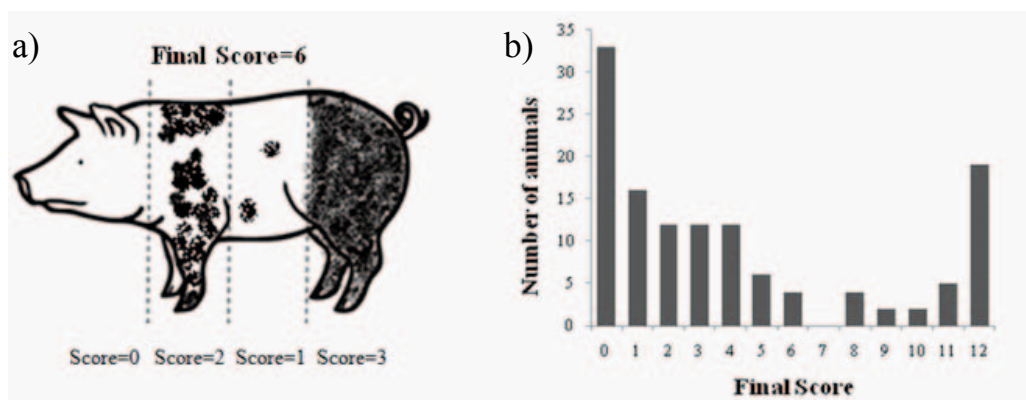 a)
Final Score=6
Score=0 Score=2 Score=1 Score=3
b)
Number of animals
35
30
25
20
15
10
5
0
0 1 2 3 4 5 6 7 8 9 10 11 12
Final Score